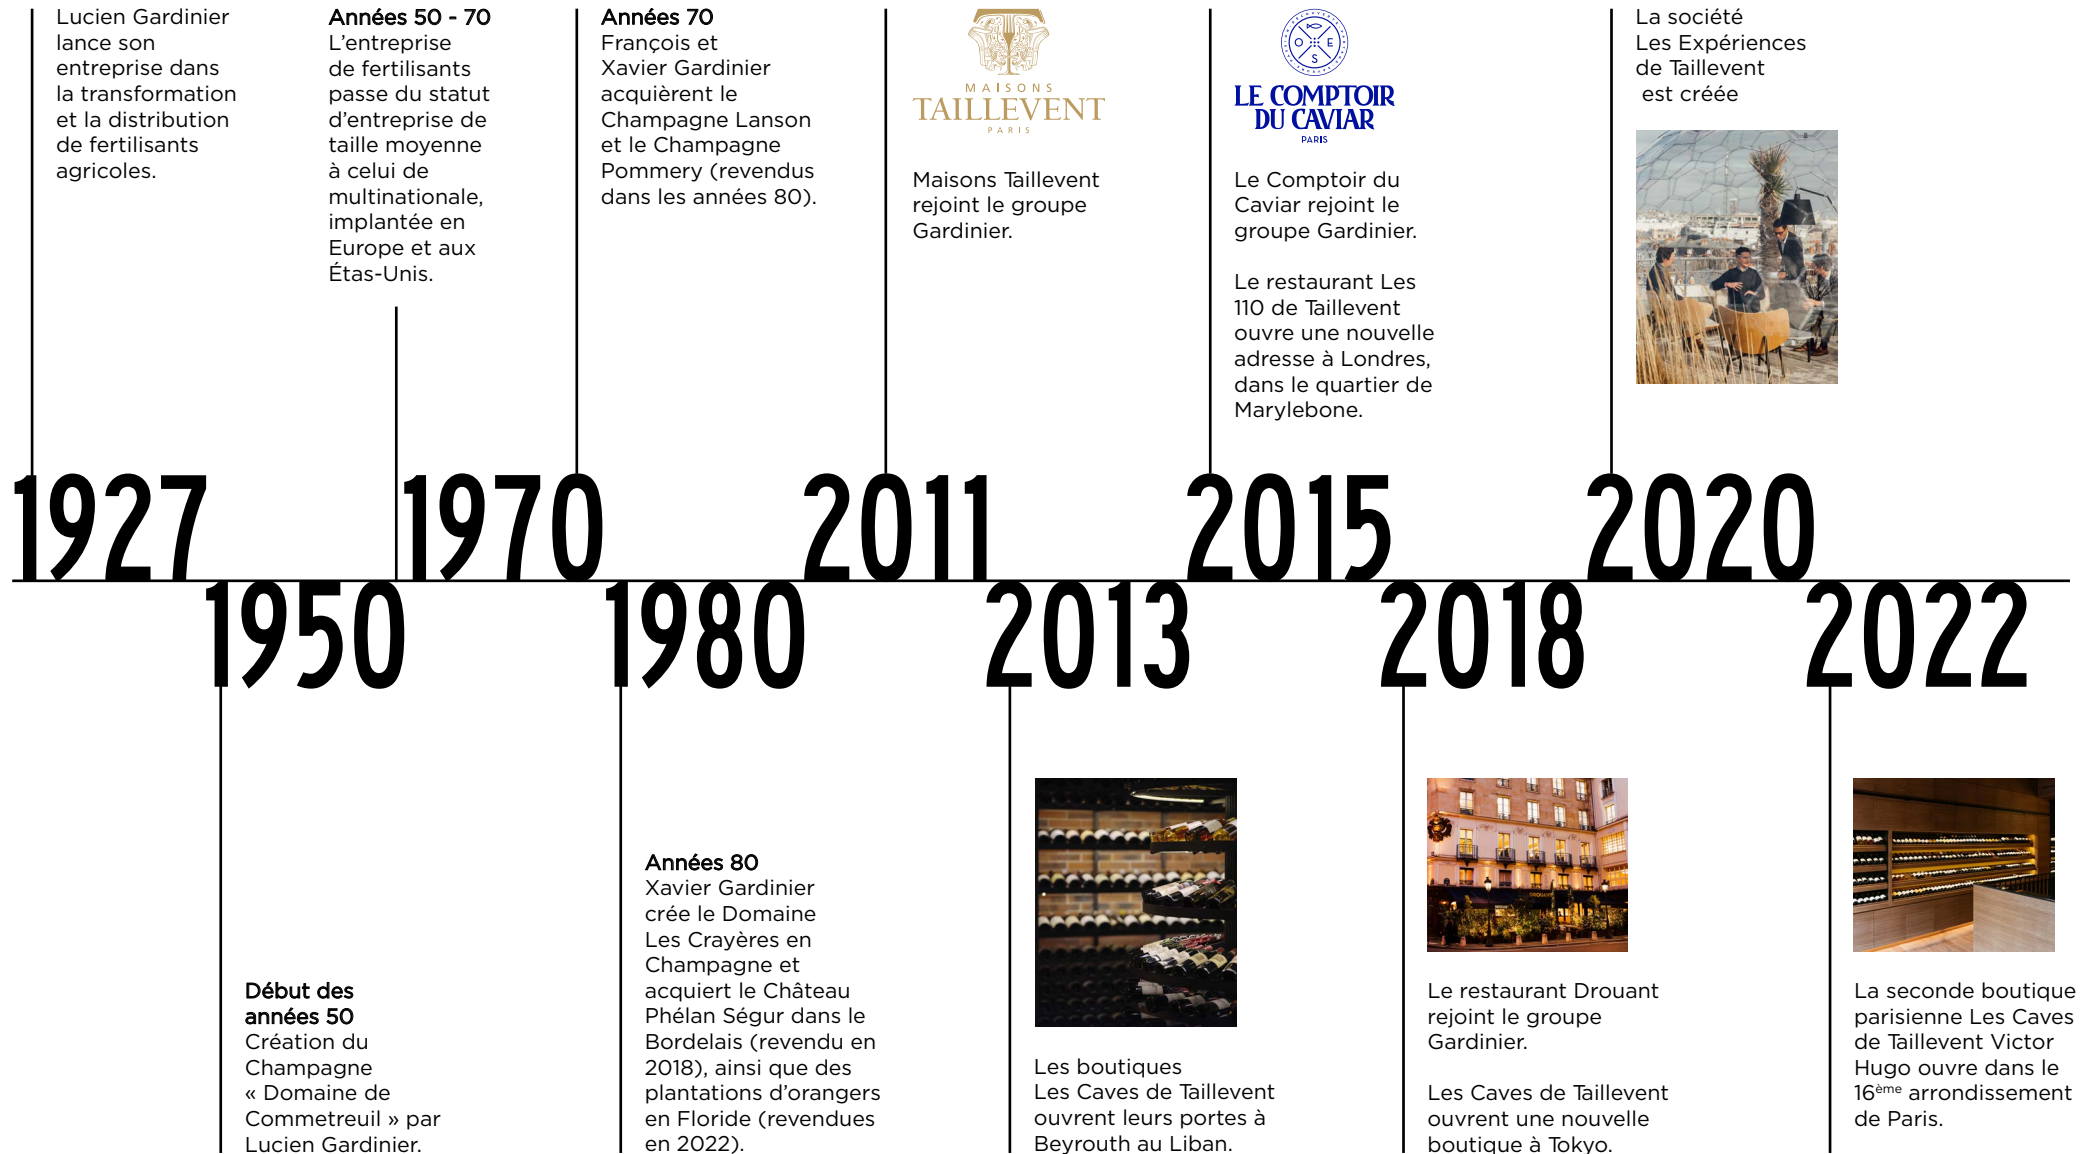 Lucien Gardinier
lance son
entreprise dans
la transformation
et la distribution
de fertilisants
agricoles.
Années 50 - 70
L’entreprise
de fertilisants
passe du statut
d’entreprise de
taille moyenne
à celui de
multinationale,
implantée en
Europe et aux
Étas-Unis.
Années 70
François et
Xavier Gardinier
acquièrent le
Champagne Lanson
et le Champagne
Pommery (revendus
dans les années 80).
MAISONS
TAILLEVENT
PARIS
Maisons Taillevent
rejoint le groupe
Gardinier.
O E S
LE COMPTOIR
DU CAVIAR
PARIS
Le Comptoir du
Caviar rejoint le
groupe Gardinier.
Le restaurant Les
110 de Taillevent
ouvre une nouvelle
adresse à Londres,
dans le quartier de
Marylebone.
La société
Les Expériences
de Taillevent
est créée
1927
1970
2011
2015
2020
1950
1980
2013
2018
2022
Début des
années 50
Création du
Champagne
« Domaine de
Commetreuil » par
Lucien Gardinier.
Années 80
Xavier Gardinier
crée le Domaine
Les Crayères en
Champagne et
acquiert le Château
Phélan Ségur dans le
Bordelais (revendu en
2018), ainsi que des
plantations d’orangers
en Floride (revendues
en 2022).
Les boutiques
Les Caves de Taillevent
ouvrent leurs portes à
Beyrouth au Liban.
DROUANT
Le restaurant Drouant
rejoint le groupe
Gardinier.
Les Caves de Taillevent
ouvrent une nouvelle
boutique à Tokyo.
La seconde boutique
parisienne Les Caves
de Taillevent Victor
Hugo ouvre dans le
16ème arrondissement
de Paris.